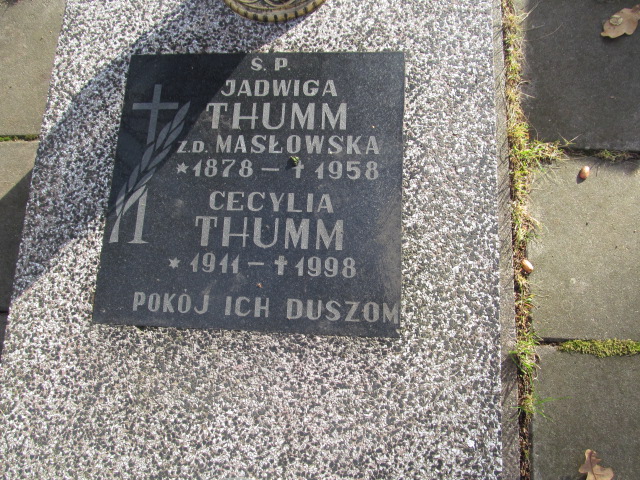 Ś. P.
JADWIGA
THUMM
Z.D. MASŁOWSKA
*1878 – †1958
CECYLIA
THUMM
*1911 – †1998
POKÓJ ICH DUSZOM